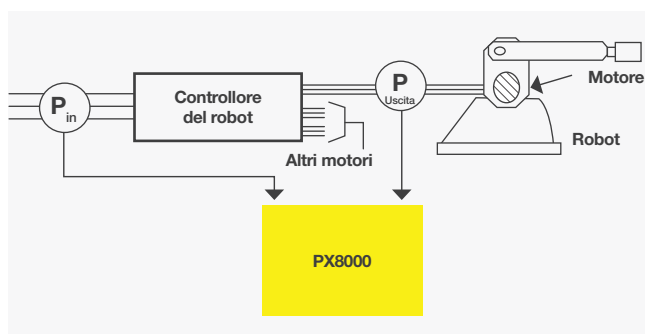 P
in
Controllore
del robot
P
Uscita
Motore
Altri motori
Robot
PX8000